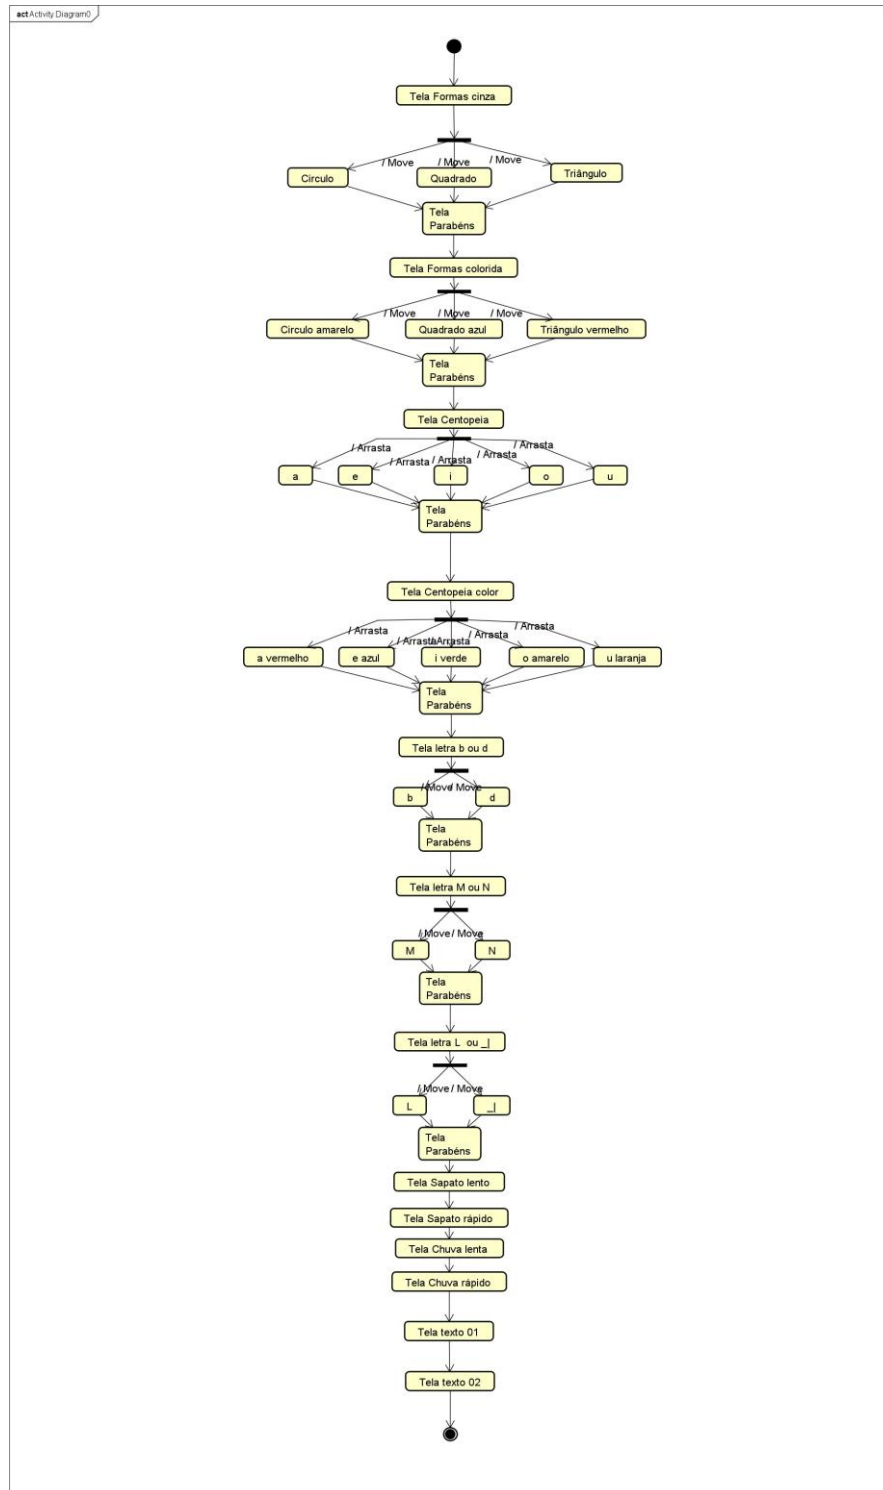 act Activity Diagram0
Tela Formas cinza
/ Move
/ Move
/ Move
Circulo
Quadrado
Triângulo
Tela
Parabéns
Tela Formas colorida
/ Move
/ Move
/ Move
Circulo amarelo
Quadrado azul
Triângulo vermelho
Tela
Parabéns
Tela Centopeia
/ Arrasta
/ Arrasta
/ Arrasta
/ Arrasta
/ Arrasta
a
e
i
o
u
Tela
Parabéns
Tela Centopeia color
/ Arrasta
/ Arrasta
/ Arrasta
/ Arrasta
/ Arrasta
a vermelho
e azul
i verde
o amarelo
u laranja
Tela
Parabéns
Tela letra b ou d
/ Move
/ Move
b
d
Tela
Parabéns
Tela letra M ou N
/ Move
/ Move
M
N
Tela
Parabéns
Tela letra L ou _|
/ Move
/ Move
L
_|
Tela
Parabéns
Tela Sapato lento
Tela Sapato rápido
Tela Chuva lenta
Tela Chuva rápido
Tela texto 01
Tela texto 02